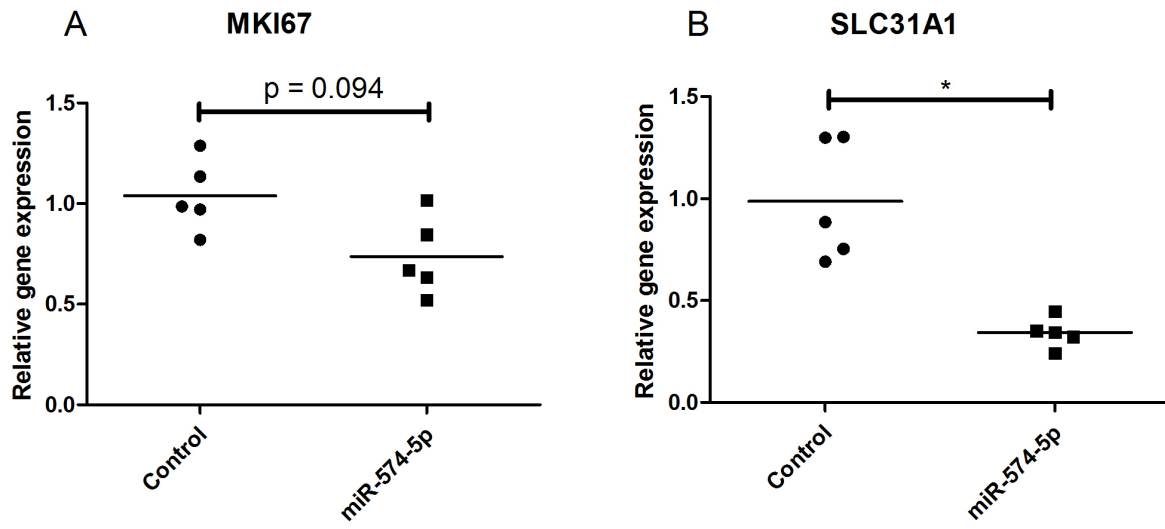 A
MKI67
p = 0.094
Relative gene expression
1.5
1.0
0.5
0.0
Control
miR-574-5p
B
SLC31A1
*
Relative gene expression
1.5
1.0
0.5
0.0
Control
miR-574-5p